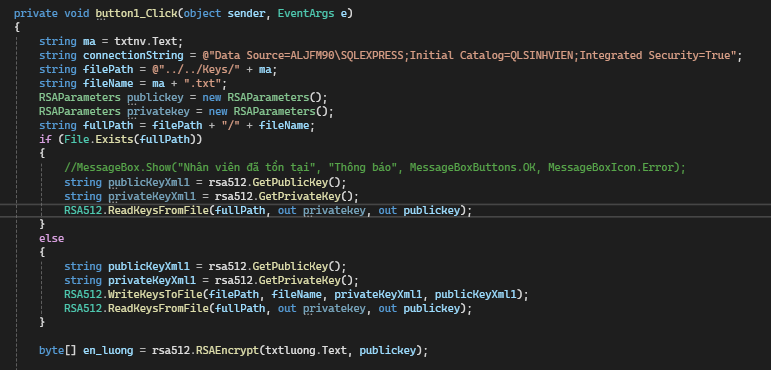 private void button1_Click(object sender, EventArgs e)
{
string ma = txtnv.Text;
string connectionString = @"Data Source=ALJFM90\SQLEXPRESS;Initial Catalog=QLSINHVIEN;Integrated Security=True";
string filePath = @"../../Keys/" + ma;
string fileName = ma + ".txt";
RSAParameters publickey = new RSAParameters();
RSAParameters privatekey = new RSAParameters();
string fullPath = filePath + "/" + fileName;
if (File.Exists(fullPath))
{
//MessageBox.Show("Nhân viên đã tồn tại", "Thông báo", MessageBoxButtons.OK, MessageBoxIcon.Error);
string publicKeyXml1 = rsa512.GetPublicKey();
string privateKeyXml1 = rsa512.GetPrivateKey();
RSA512.ReadKeysFromFile(fullPath, out privatekey, out publickey);
}
else
{
string publicKeyXml1 = rsa512.GetPublicKey();
string privateKeyXml1 = rsa512.GetPrivateKey();
RSA512.WriteKeysToFile(filePath, fileName, privateKeyXml1, publicKeyXml1);
RSA512.ReadKeysFromFile(fullPath, out privatekey, out publickey);
}
byte[] en_luong = rsa512.RSAEncrypt(txtluong.Text, publickey);